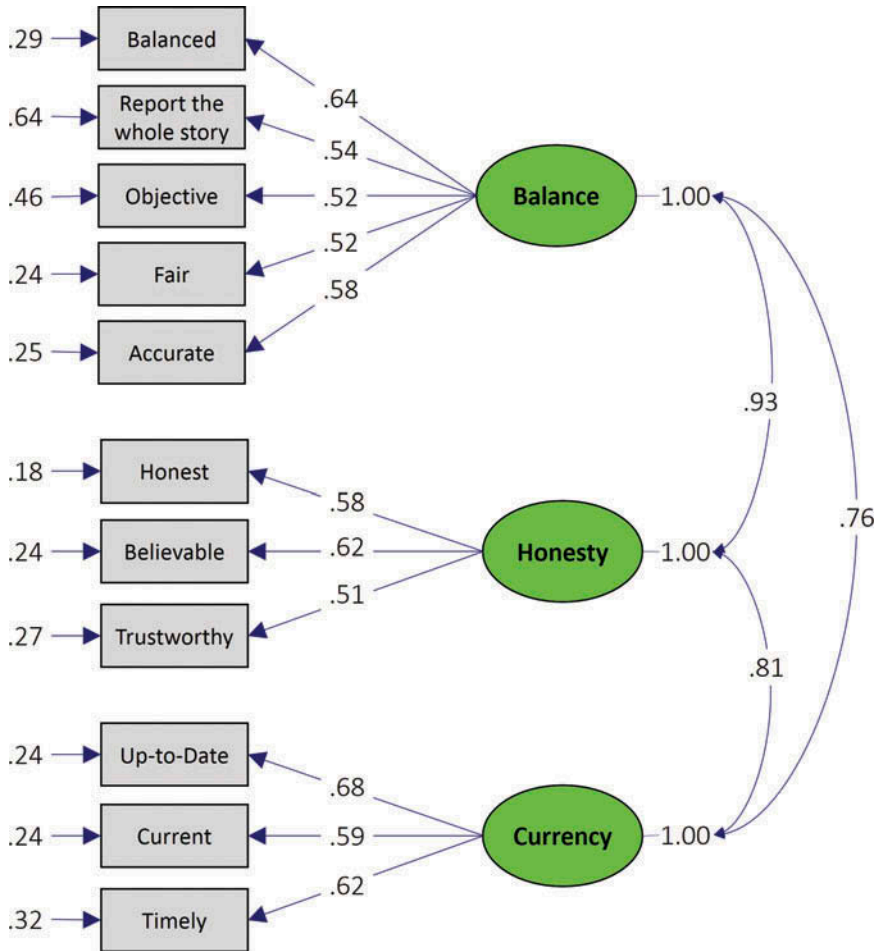 .29
Balanced
.64
.64
Report the
whole story
.54
.46
Objective
.52
Balance
1.00
.24
Fair
.52
.25
Accurate
.58
.93
.76
.18
Honest
.58
.24
Believable
.62
Honesty
1.00
.27
Trustworthy
.51
.81
.24
Up-to-Date
.68
.24
Current
.59
Currency
1.00
.32
Timely
.62